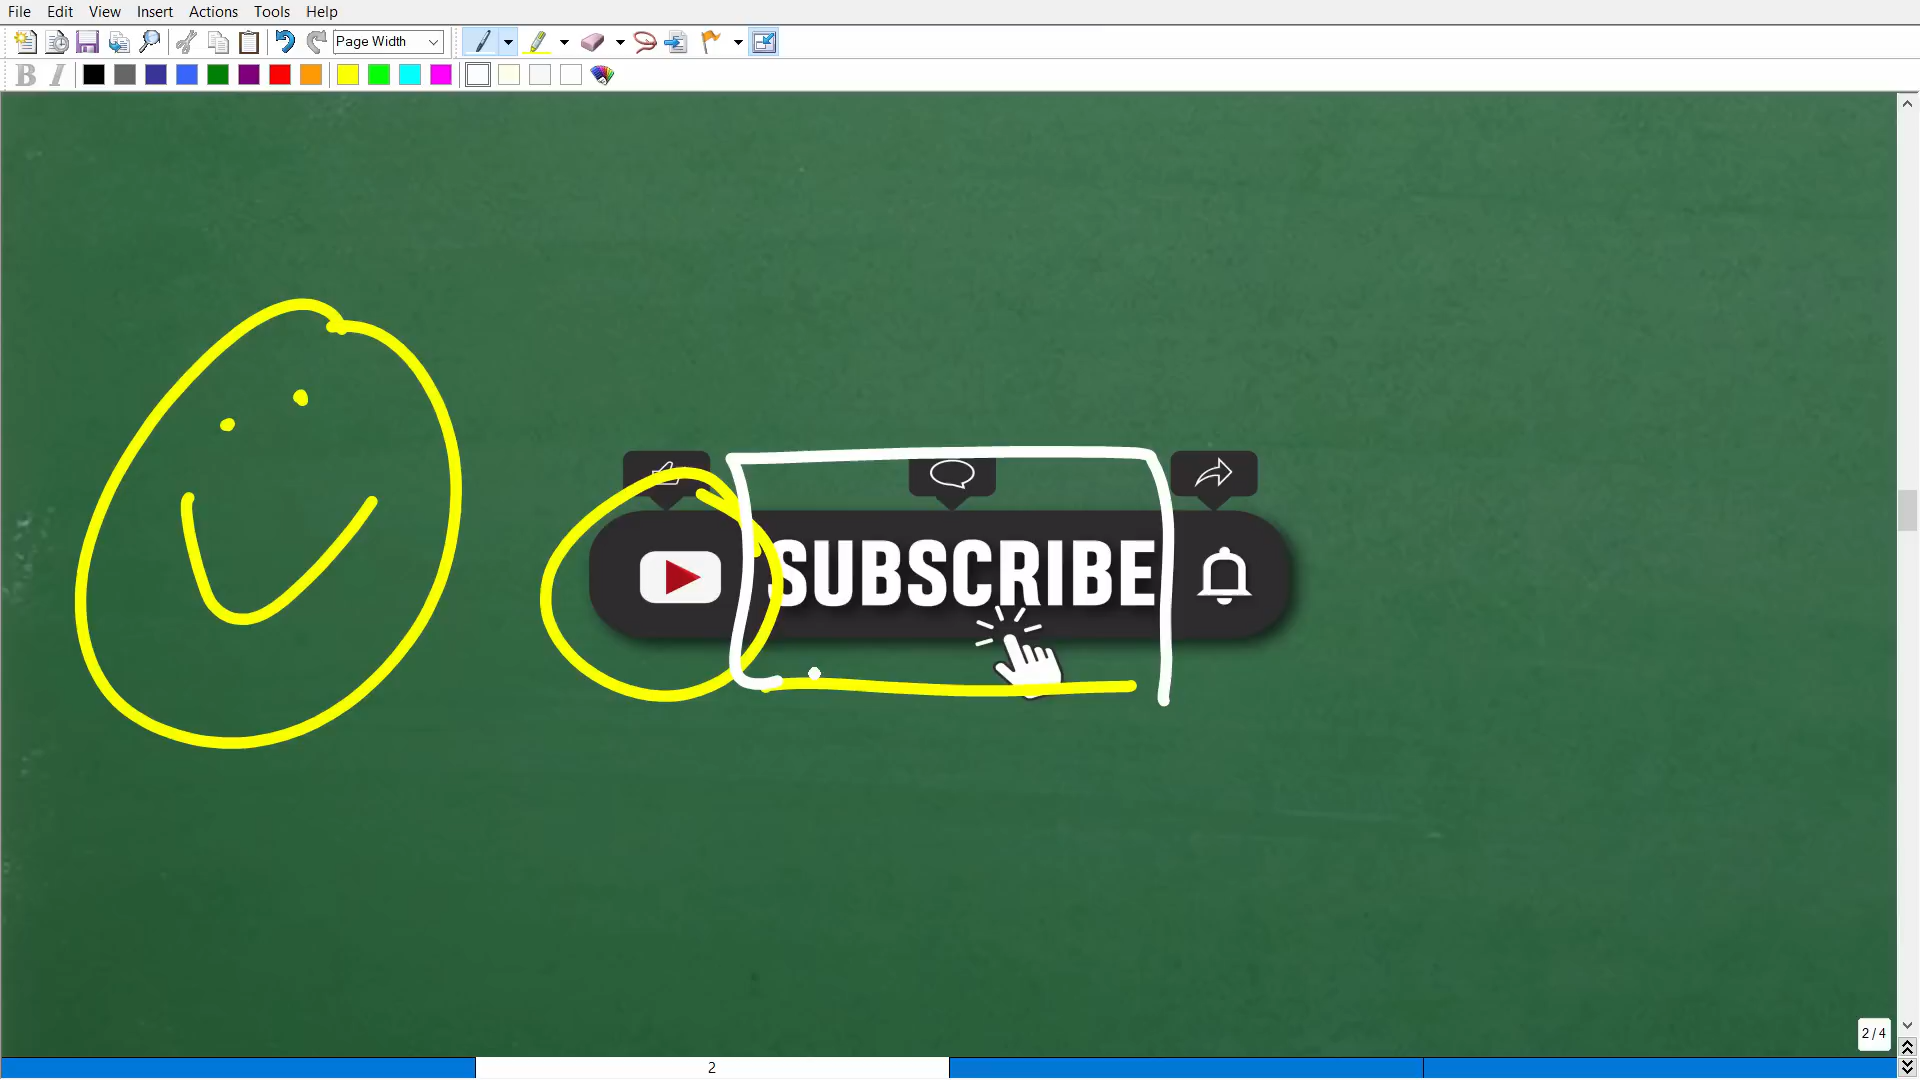 File Edit View Insert Actions Tools Help
Page Width
B I
SUBSCRIBE
2 / 4
2